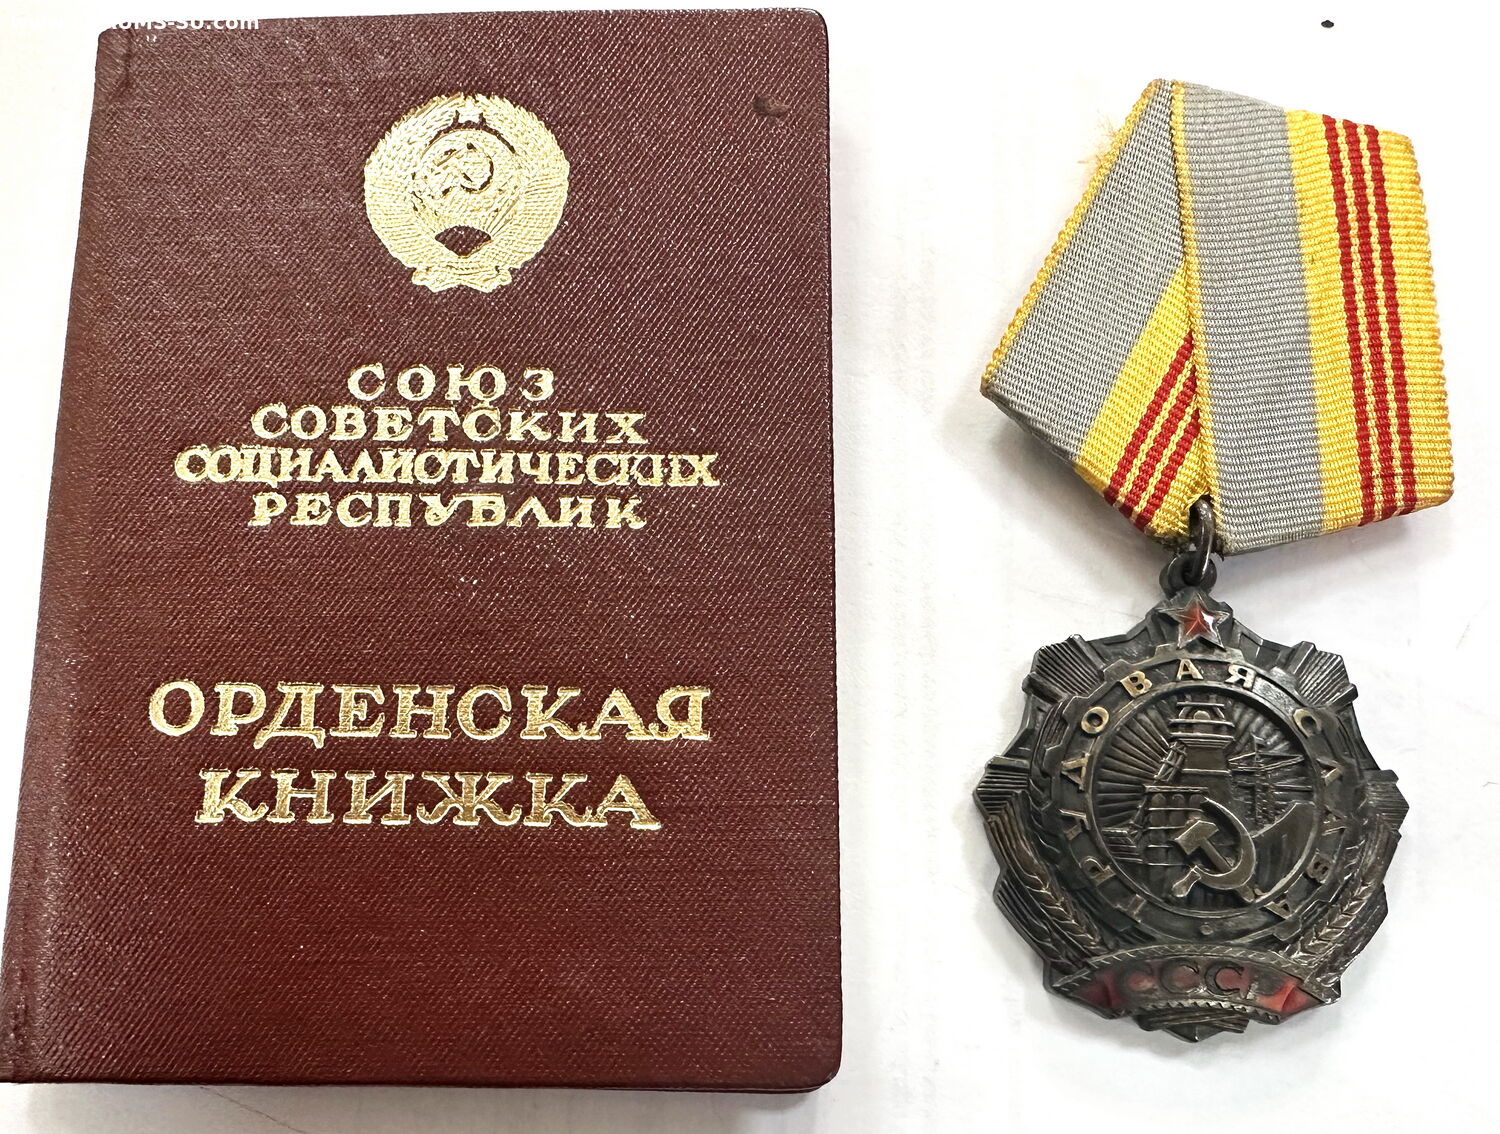 СОЮЗ
СОВЕТСКИХ
СОЦИАЛИСТИЧЕСКИХ
РЕСПУБЛИК
ОРДЕНСКАЯ
КНИЖКА
ТРУДОВАЯ СЛАВА
СССР